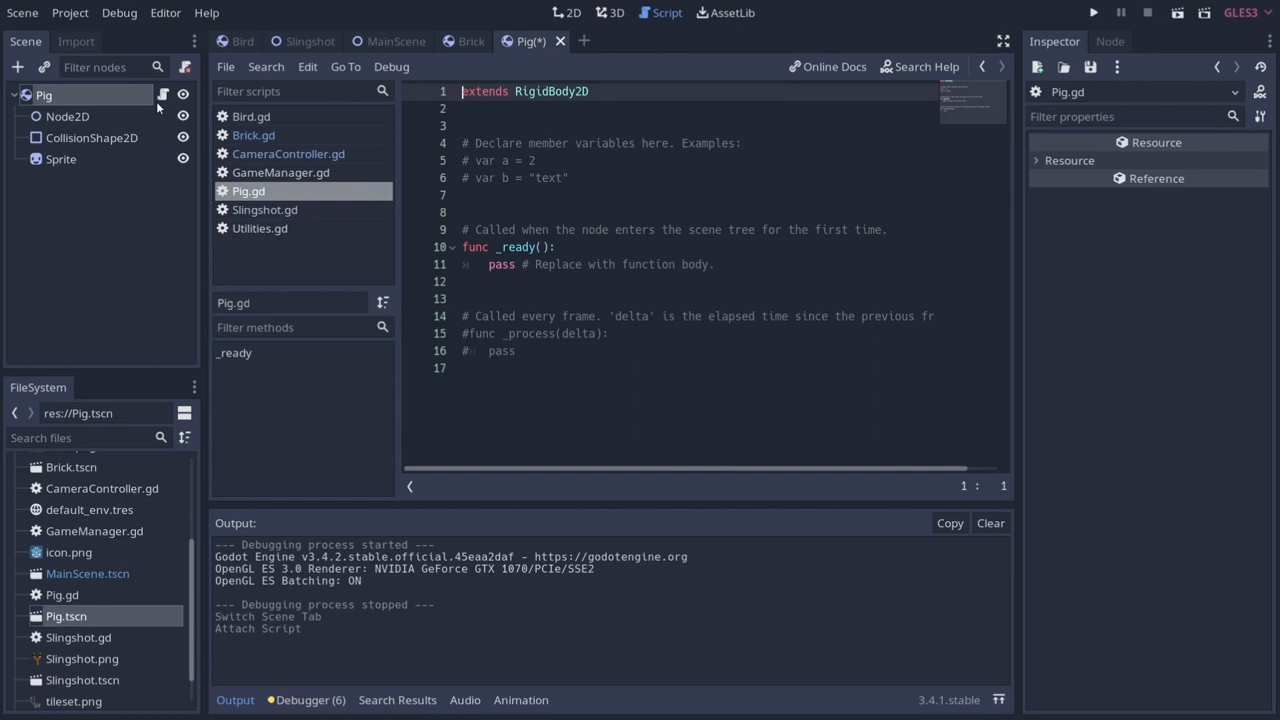 Scene Project Debug Editor Help 2D 3D Script AssetLib GLES3
Scene Import
Filter nodes
Pig
Node2D
CollisionShape2D
Sprite
FileSystem
res://Pig.tscn
Search files
Brick.tscn
CameraController.gd
default_env.tres
GameManager.gd
icon.png
MainScene.tscn
Pig.gd
Pig.tscn
Slingshot.gd
Slingshot.png
Slingshot.tscn
tileset.png
Bird Slingshot MainScene Brick Pig(*)
File Search Edit Go To Debug Online Docs Search Help
Filter scripts
Bird.gd
Brick.gd
CameraController.gd
GameManager.gd
Pig.gd
Slingshot.gd
Utilities.gd
Pig.gd
Filter methods
_ready
1 extends RigidBody2D
2
3
4 # Declare member variables here. Examples:
5 # var a = 2
6 # var b = "text"
7
8
9 # Called when the node enters the scene tree for the first time.
10 func _ready():
11 pass # Replace with function body.
12
13
14 # Called every frame. 'delta' is the elapsed time since the previous fr
15 #func _process(delta):
16 # pass
17
1 : 1
Output: Copy Clear
--- Debugging process started ---
Godot Engine v3.4.2.stable.official.45eaa2daf - https://godotengine.org
OpenGL ES 3.0 Renderer: NVIDIA GeForce GTX 1070/PCIe/SSE2
OpenGL ES Batching: ON
--- Debugging process stopped ---
Switch Scene Tab
Attach Script
Output Debugger (6) Search Results Audio Animation 3.4.1.stable
Inspector Node
Pig.gd
Filter properties
Resource
Resource
Reference